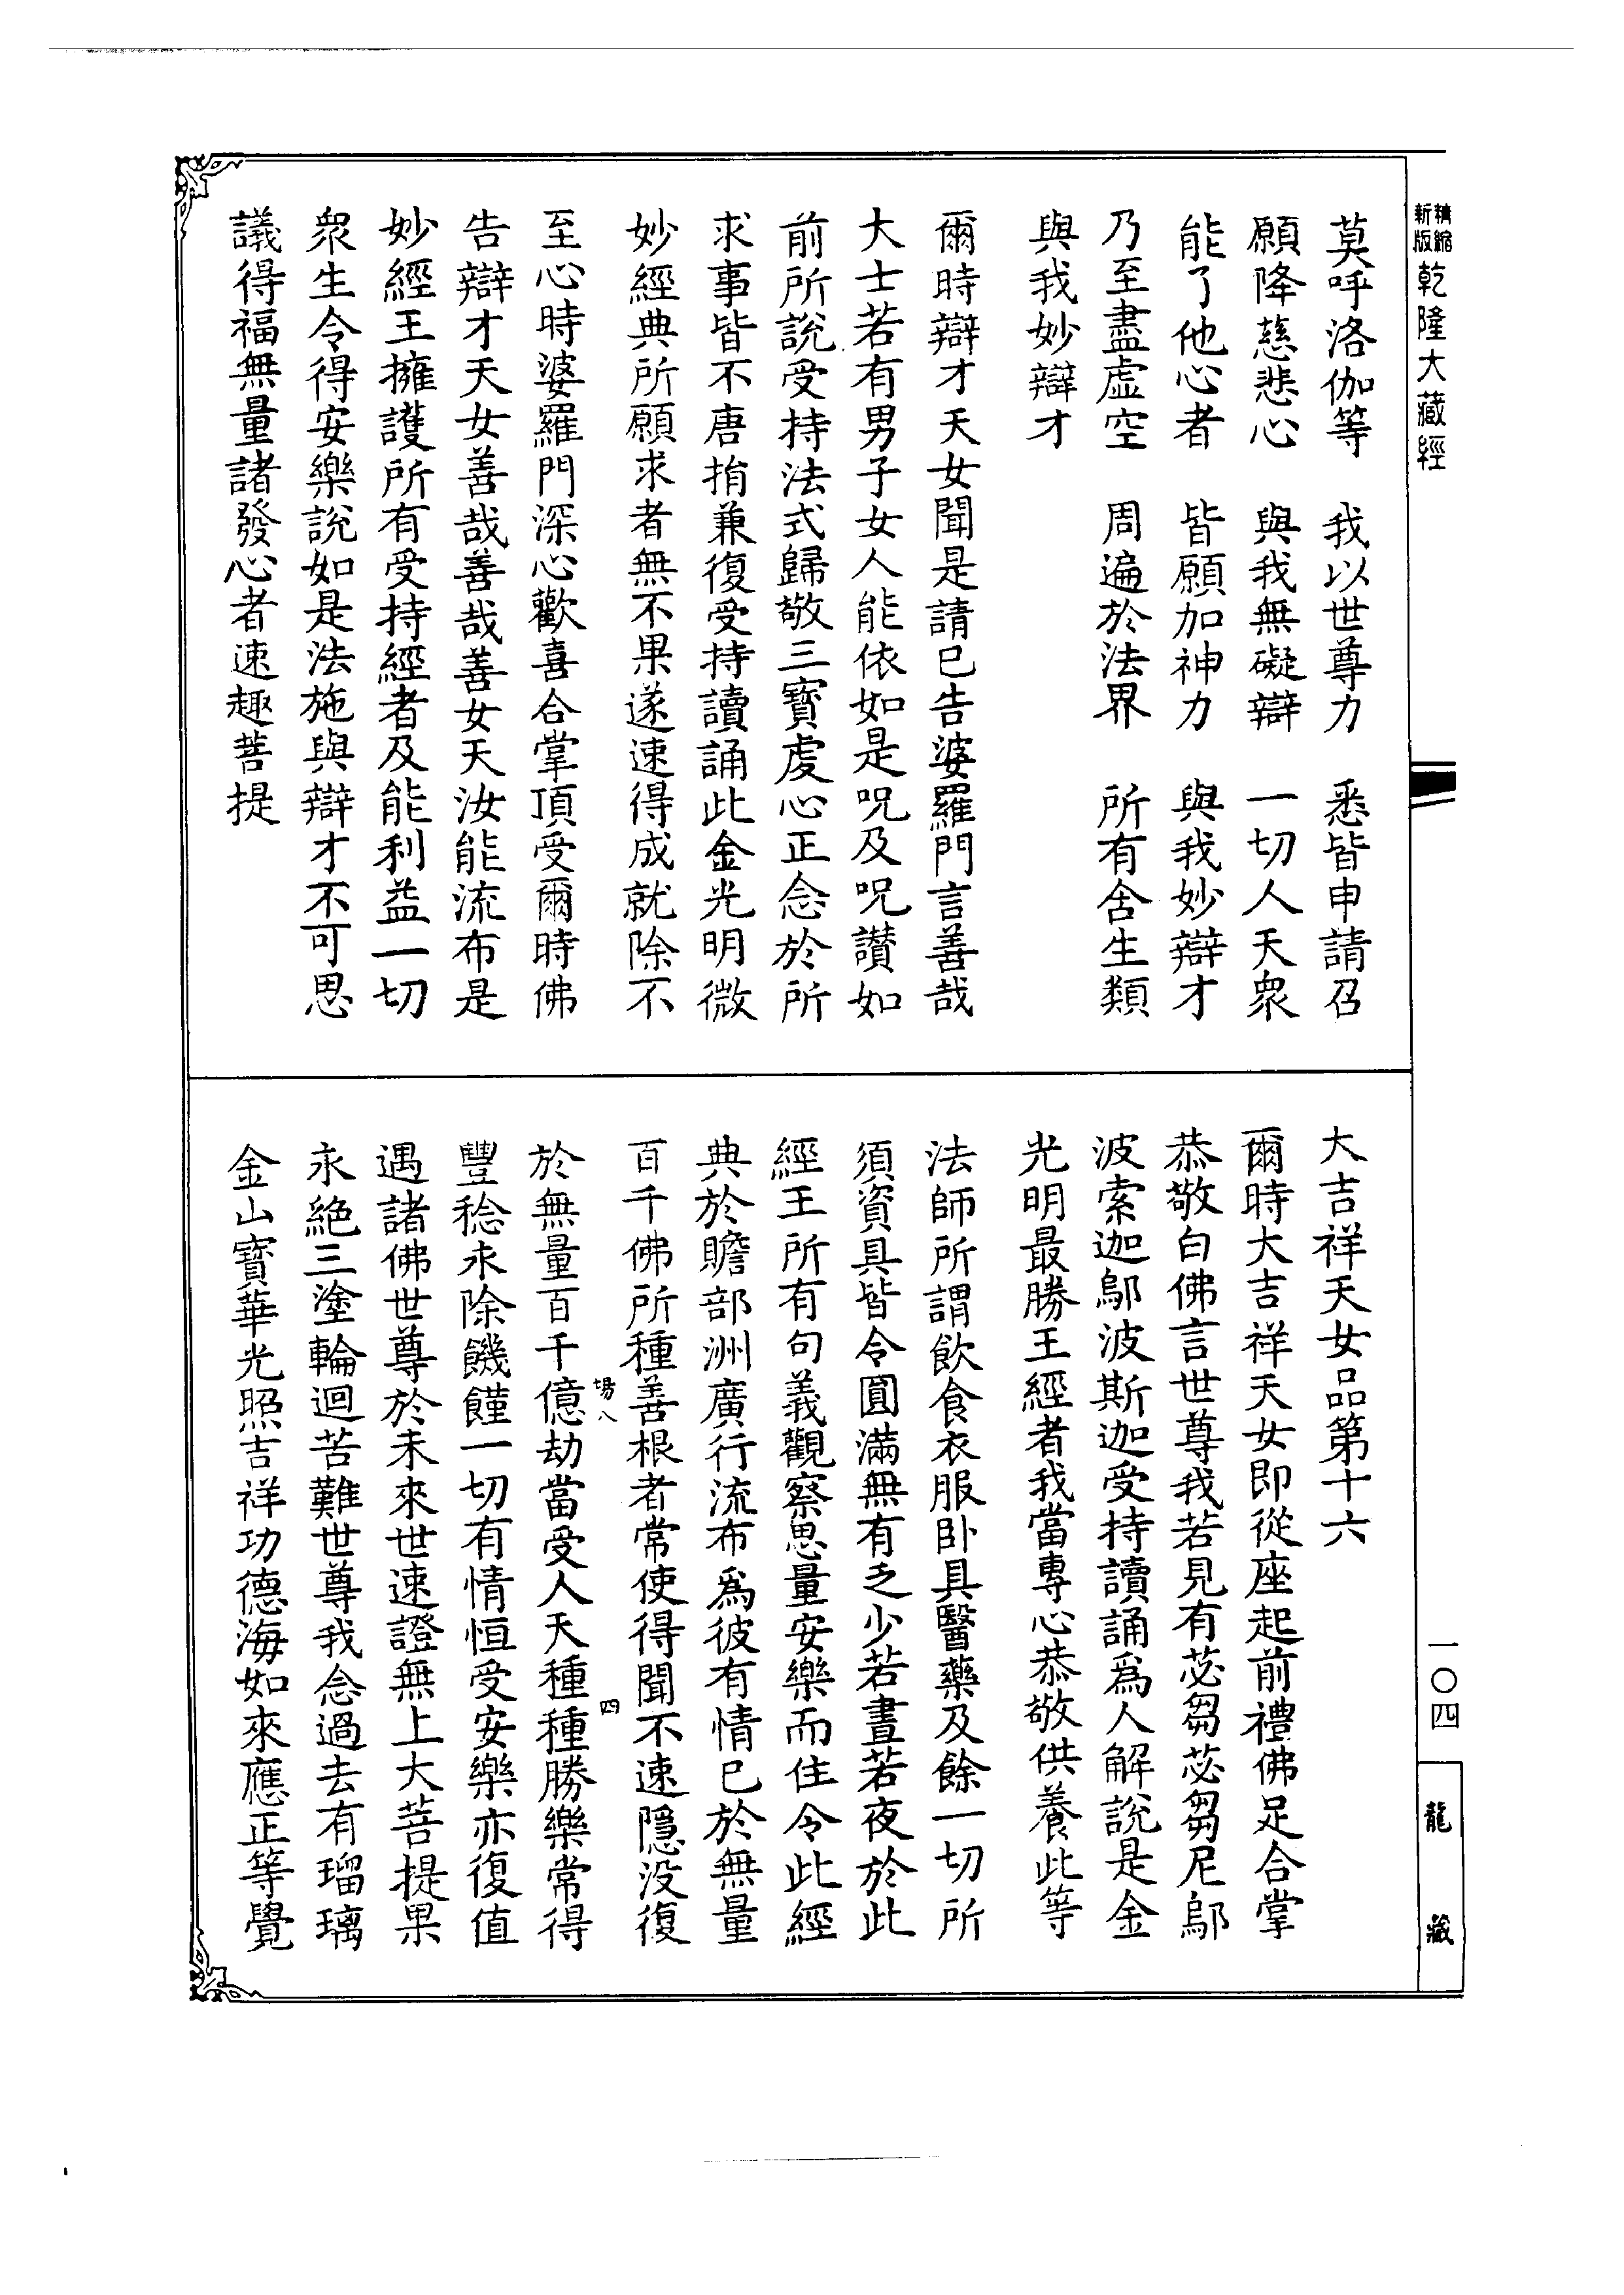 精縮新版乾隆大藏經
莫呼洛伽等　我以世尊力　悉皆申請召
願降慈悲心　與我無礙辯　一切人天眾
能了他心者　皆願加神力　與我妙辯才
乃至盡虛空　周遍於法界　所有含生類
與我妙辯才
爾時辯才天女聞是請已告婆羅門言善哉
大士若有男子女人能依如是呪及呪讚如
前所說受持法式歸敬三寶虔心正念於所
求事皆不唐捐兼復受持讀誦此金光明微
妙經典所願求者無不果遂速得成就除不
至心時婆羅門深心歡喜合掌頂受爾時佛
告辯才天女善哉善哉善女天汝能流布是
妙經王擁護所有受持經者及能利益一切
眾生令得安樂說如是法施與辯才不可思
議得福無量諸發心者速趣菩提
大吉祥天女品第十六
爾時大吉祥天女即從座起前禮佛足合掌
恭敬白佛言世尊我若見有苾芻苾芻尼鄔
波索迦鄔波斯迦受持讀誦為人解說是金
光明最勝王經者我當專心恭敬供養此等
法師所謂飲食衣服臥具醫藥及餘一切所
須資具皆令圓滿無有乏少若晝若夜於此
經王所有句義觀察思量安樂而住令此經
典於贍部洲廣行流布為彼有情已於無量
百千佛所種善根者常使得聞不速隱沒復
場八　四
於無量百千億劫當受人天種種勝樂常得
豐稔永除饑饉一切有情恒受安樂亦復值
遇諸佛世尊於未來世速證無上大菩提果
永絕三塗輪迴苦難世尊我念過去有瑠璃
金山寶華光照吉祥功德海如來應正等覺
一〇四
龍藏